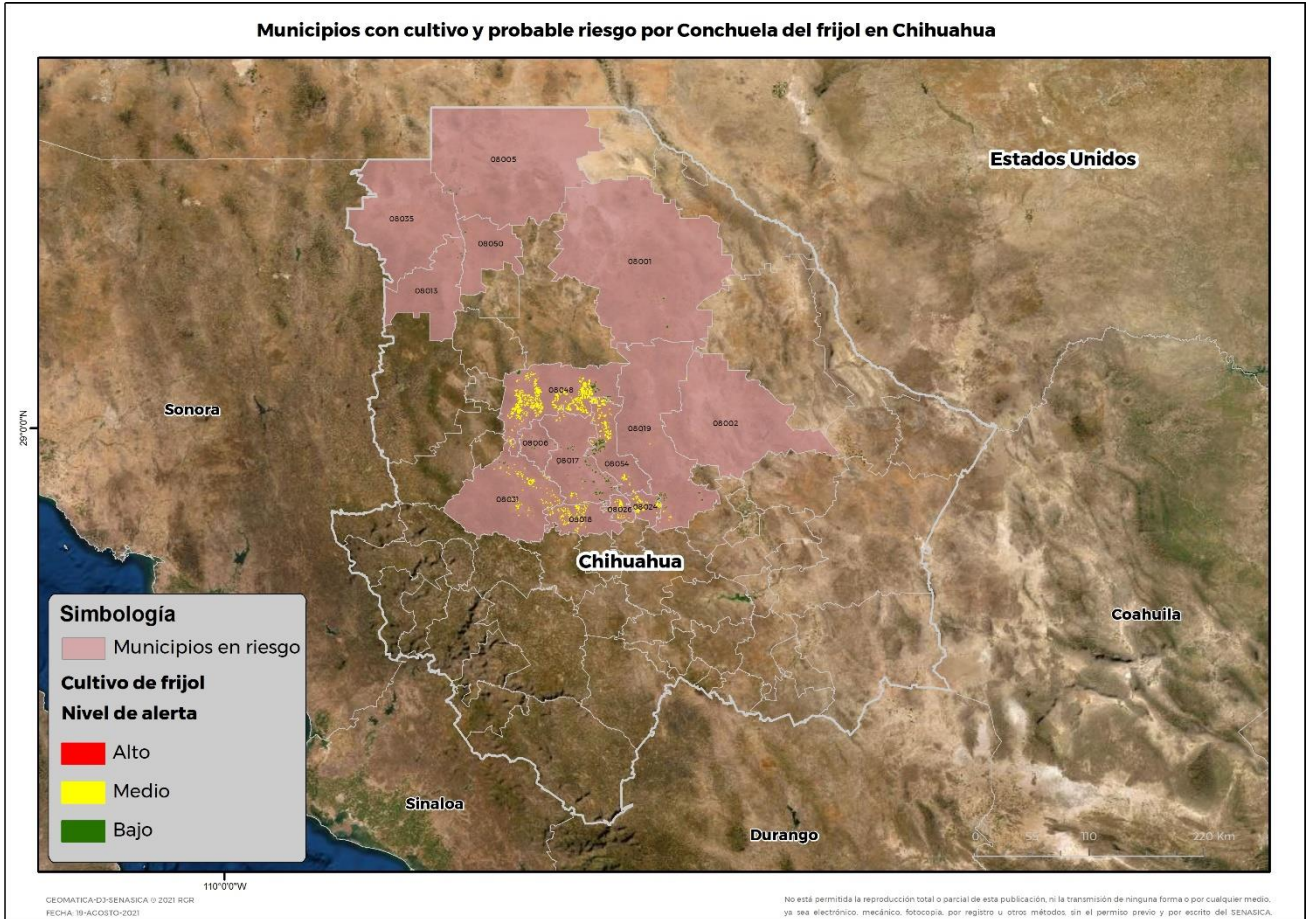 Municipios con cultivo y probable riesgo por Conchuela del frijol en Chihuahua
Estados Unidos
08005
08035
08050
08001
08013
08048
Sonora
29°0'0"N
08019
08002
08006
08017
08054
08031
08026
08024
08018
Chihuahua
Coahuila
Sinaloa
Durango
Simbología
Municipios en riesgo
Cultivo de frijol
Nivel de alerta
Alto
Medio
Bajo
0 55 110 220 Km
110°0'0"W
GEOMATICA-DJ-SENASICA © 2021 RGR
FECHA: 19-AGOSTO-2021
No está permitida la reproducción total o parcial de esta publicación, ni la transmisión de ninguna forma o por cualquier medio,
ya sea electrónico, mecánico, fotocopia, por registro u otros métodos, sin el permiso previo y por escrito del SENASICA.